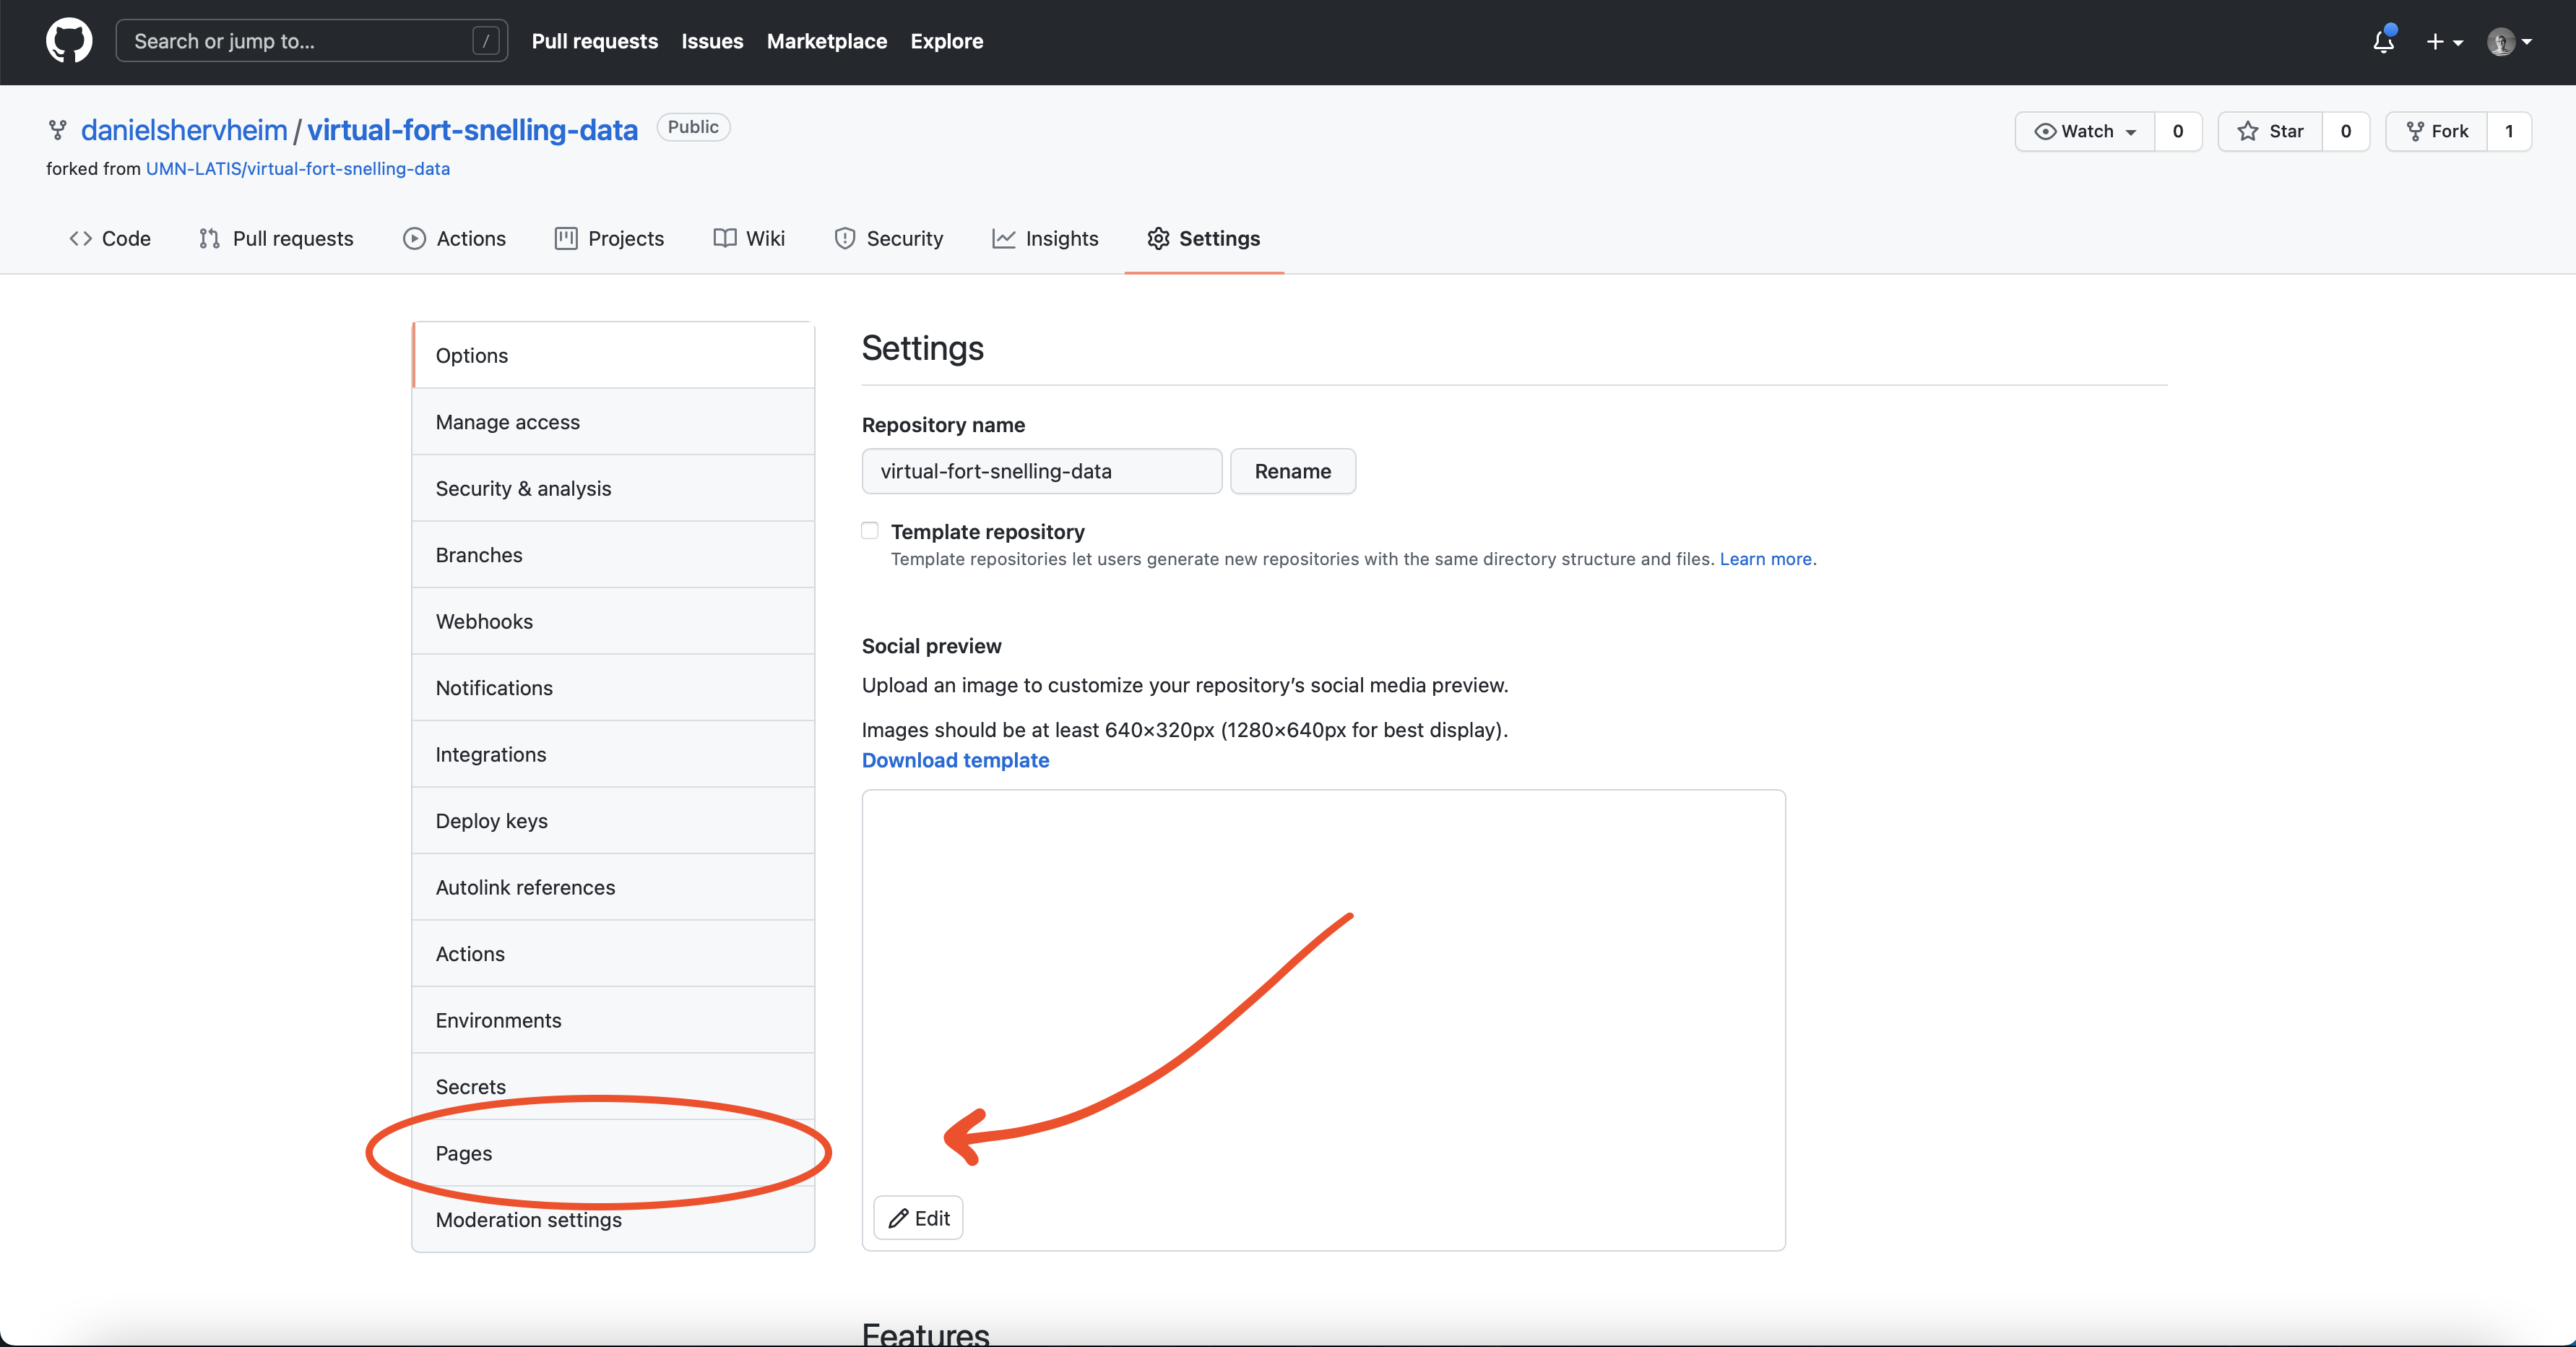 Search or jump to... / Pull requests Issues Marketplace Explore
danielshervheim / virtual-fort-snelling-data Public Watch 0 Star 0 Fork 1
forked from UMN-LATIS/virtual-fort-snelling-data
Code Pull requests Actions Projects Wiki Security Insights Settings
Options
Manage access
Security & analysis
Branches
Webhooks
Notifications
Integrations
Deploy keys
Autolink references
Actions
Environments
Secrets
Pages
Moderation settings
Settings
Repository name
virtual-fort-snelling-data Rename
Template repository
Template repositories let users generate new repositories with the same directory structure and files. Learn more.
Social preview
Upload an image to customize your repository’s social media preview.
Images should be at least 640×320px (1280×640px for best display).
Download template
Edit
Features